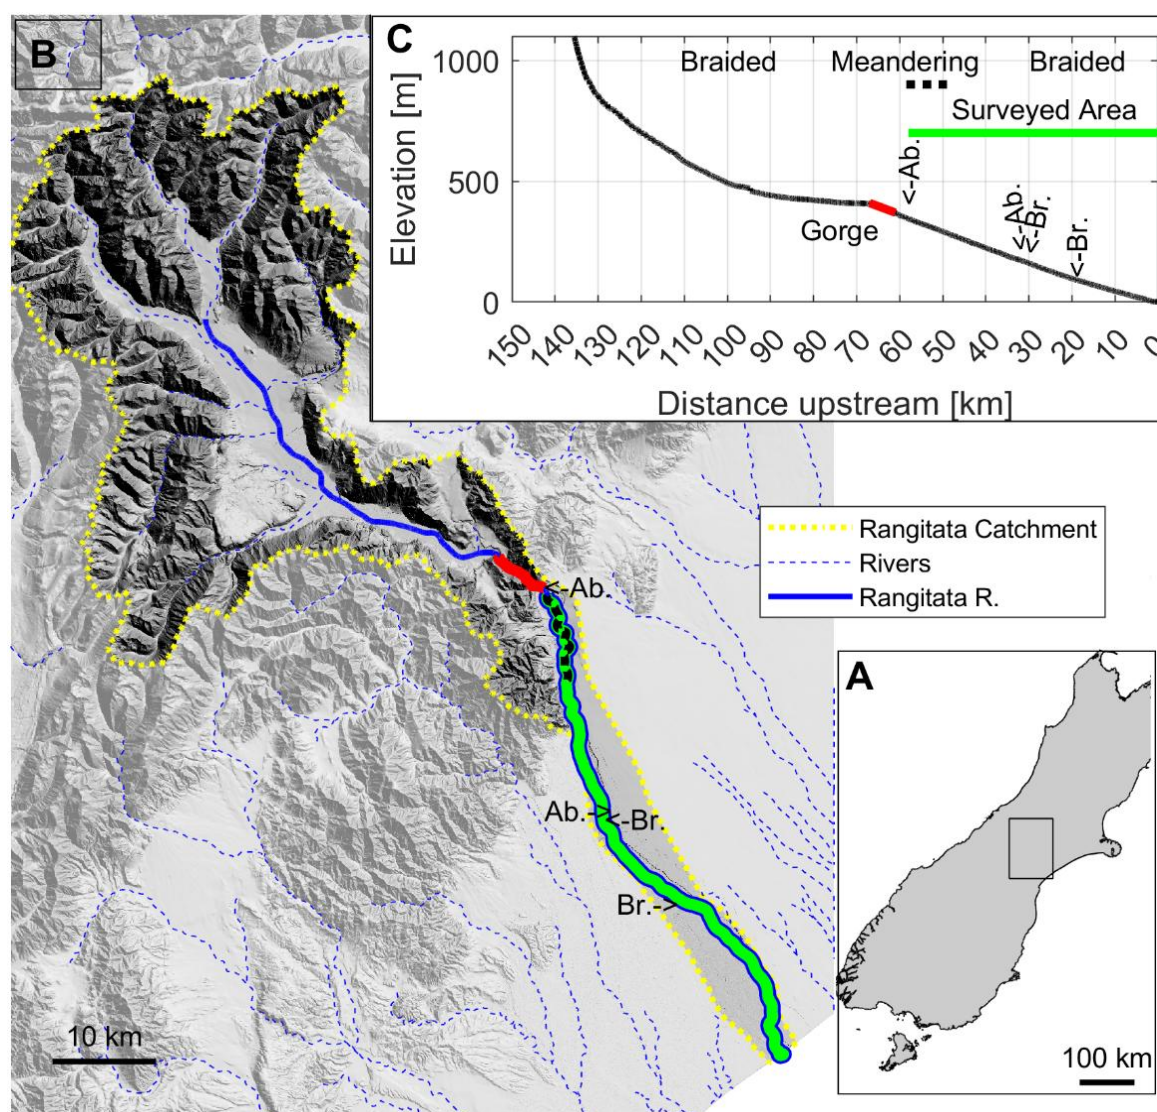 B
C
Elevation [m]
1000
500
0
Braided
Meandering
Braided
Surveyed Area
<-Ab.
<-Ab.
<-Br.
<-Br.
Gorge
150
140
130
120
110
100
90
80
70
60
50
40
30
20
10
0
Distance upstream [km]
Rangitata Catchment
Rivers
Rangitata R.
<-Ab.
Ab.->
<-Br.
Br.->
10 km
A
100 km